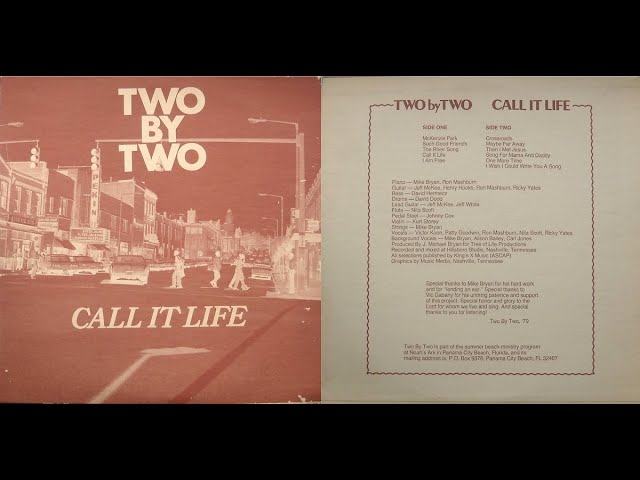 TWO
BY
TWO
CALL IT LIFE
TWO by TWO CALL IT LIFE
SIDE ONE
McKenzie Park
Such Good Friends
The River Song
Call It Life
I Am Free
SIDE TWO
Crossroads
Maybe Far Away
Then I Met Jesus
Song For Mama And Daddy
One More Time
I Wish I Could Write You A Song
Piano — Mike Bryan, Ron Mashburn
Guitar — Jeff McKee, Henry Hooks, Ron Mashburn, Ricky Yates
Bass — David
Drums — David Dodd
Lead Guitar — Jeff McKee, Jeff White
Flute — Nita Scott
Pedal Steel — Johnny Cox
Violin — Kurt Storey
Strings — Mike Bryan
Vocals — Victor Knon, Patty Goodwin, Ron Mashburn, Nita Scott, Ricky Yates
Background Vocals — Mike Bryan, Alison Bailey, Carl Jones
Produced By J. Michael Bryan for Tree of Life Productions
Recorded and mixed at Hillsboro Studio, Nashville, Tennessee
All selections published by King's X Music (ASCAP)
Graphics by Music Metro, Nashville, Tennessee
Special thanks to Mike Bryan for his hard work
and for "lending an ear." Special thanks to
Vic for his untiring patience and support
of this project. Special honor and glory to the
Lord for whom we live and sing. And special
thanks to you for listening!
Two By Two, '79
Two By Two is part of the summer beach ministry program
at Noah's Ark in Panama City Beach, Florida, and its
mailing address is: P.O. Box 9376, Panama City Beach, FL 32407